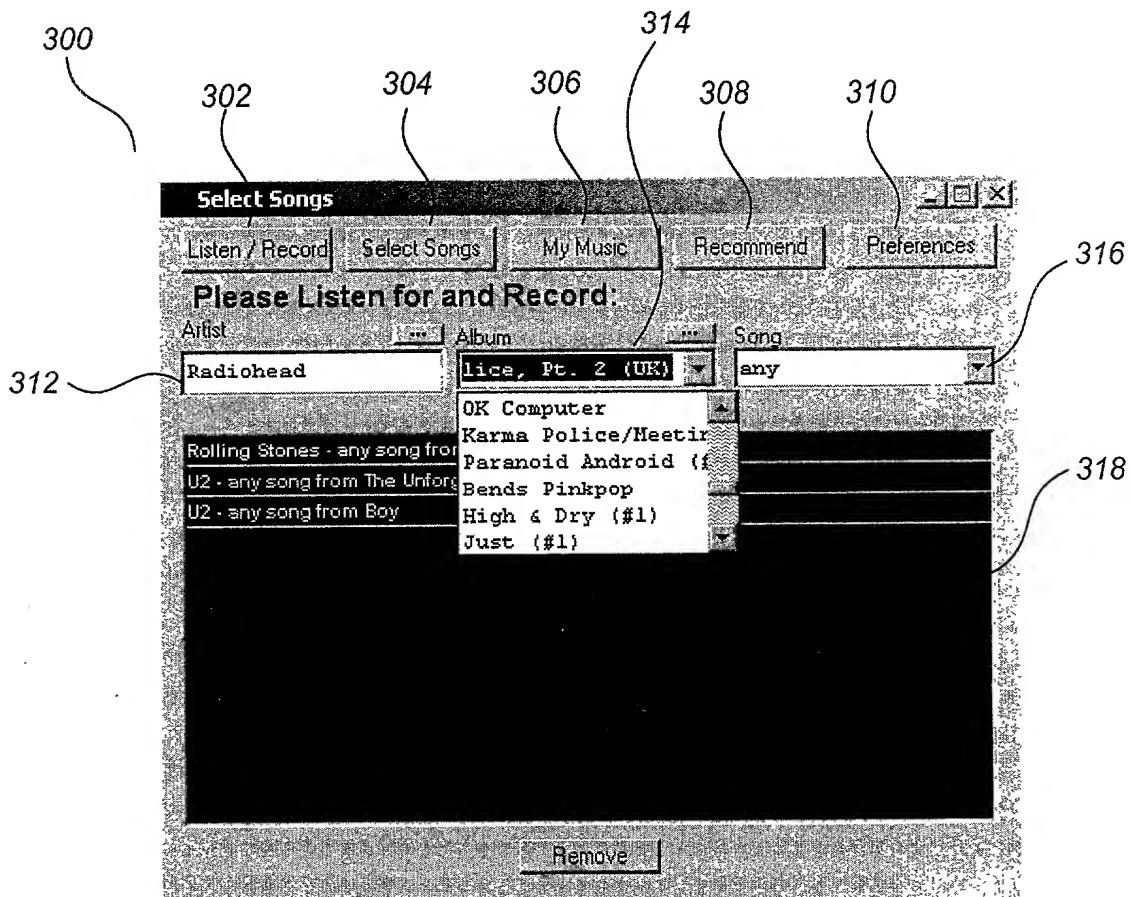 314
300
302 304 306 308 310
Select Songs
Listen / Record Select Songs My Music Recommend Preferences
316
Please Listen for and Record:
Artist ... Album ... Song
312
Radiohead lice, Pt. 2 (UK) any
OK Computer
Karma Police/Meetin
Rolling Stones - any song from
Paranoid Android (
318
U2 - any song from The Unforg
Bends Pinkpop
U2 - any song from Boy
High & Dry (#1)
Just (#1)
Remove